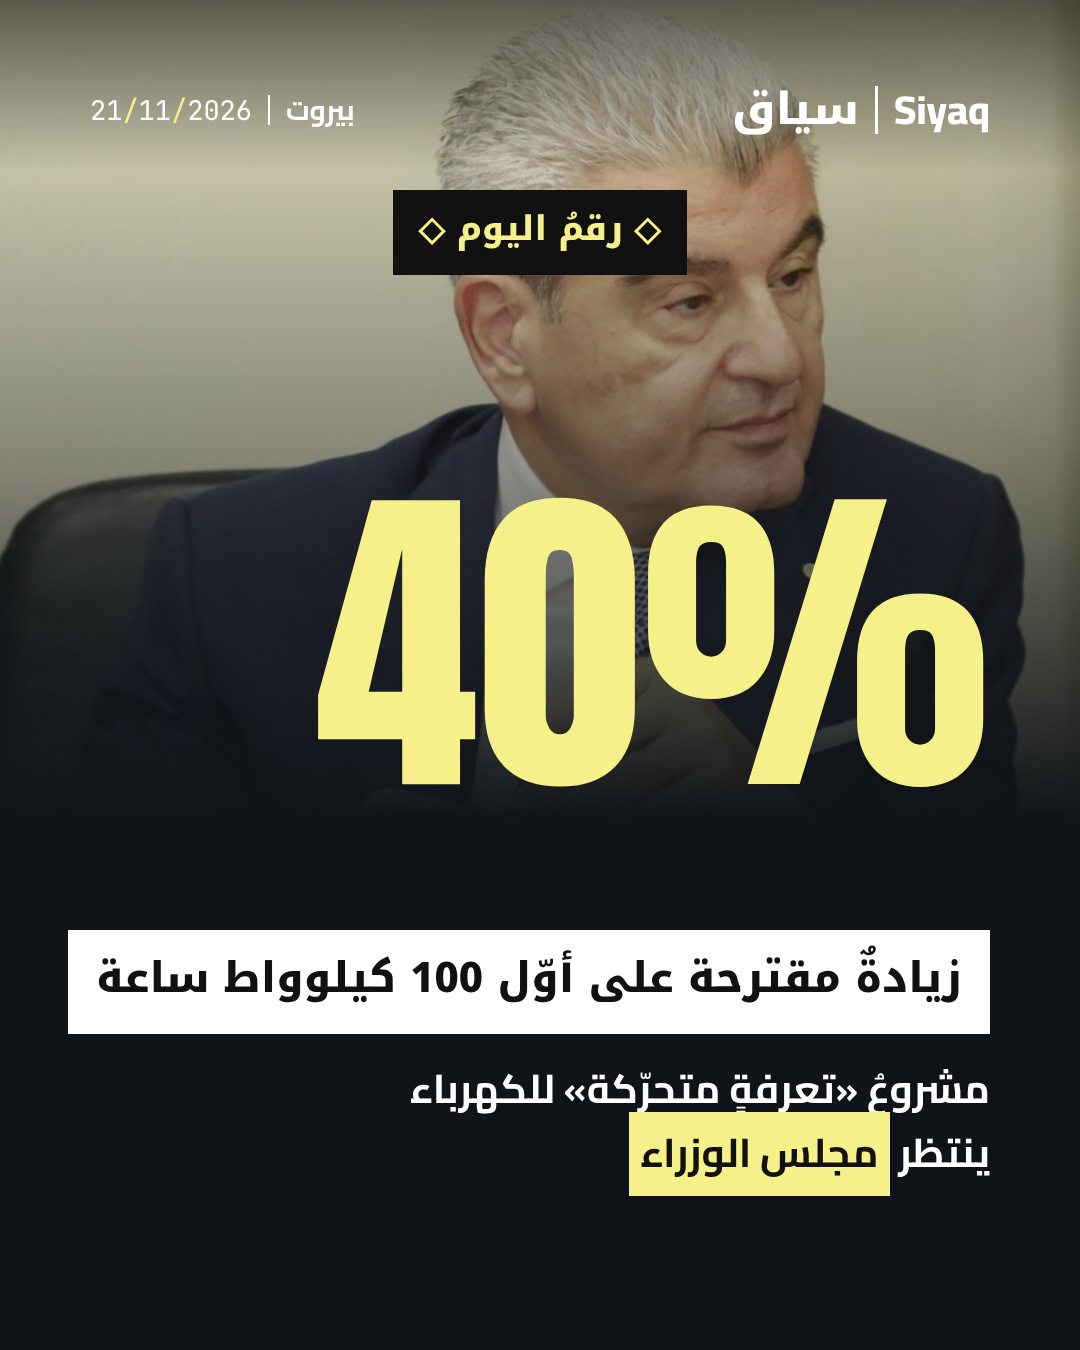 سياق | Siyaq
بيروت | 21/11/2026
◇ رقمُ اليوم ◇
40%
زيادةٌ مقترحة على أوّل 100 كيلوواط ساعة
مشروعُ «تعرفةٍ متحرّكة» للكهرباء
ينتظر مجلس الوزراء